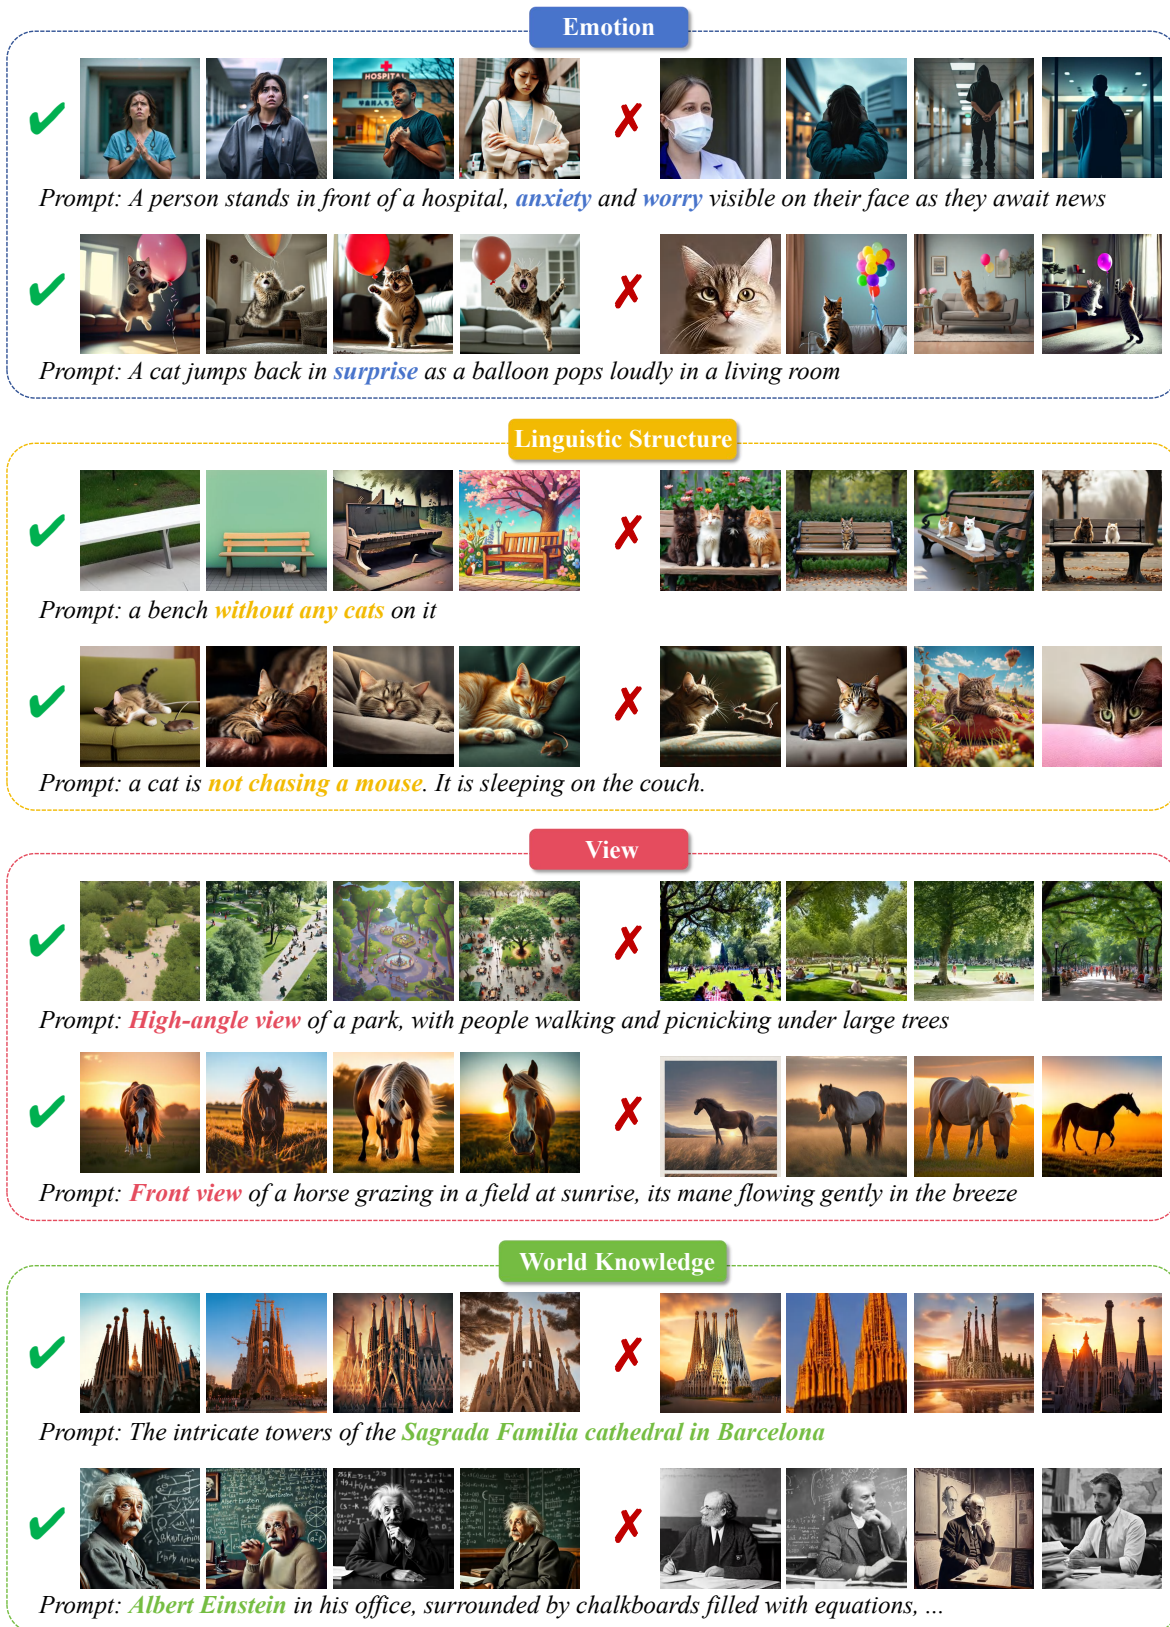 Emotion
HOSPITAL
Prompt: A person stands in front of a hospital, anxiety and worry visible on their face as they await news
Prompt: A cat jumps back in surprise as a balloon pops loudly in a living room
Linguistic Structure
Prompt: a bench without any cats on it
Prompt: a cat is not chasing a mouse. It is sleeping on the couch.
View
Prompt: High-angle view of a park, with people walking and picnicking under large trees
Prompt: Front view of a horse grazing in a field at sunrise, its mane flowing gently in the breeze
World Knowledge
Prompt: The intricate towers of the Sagrada Familia cathedral in Barcelona
Albert Einstein
Prompt: Albert Einstein in his office, surrounded by chalkboards filled with equations, ...